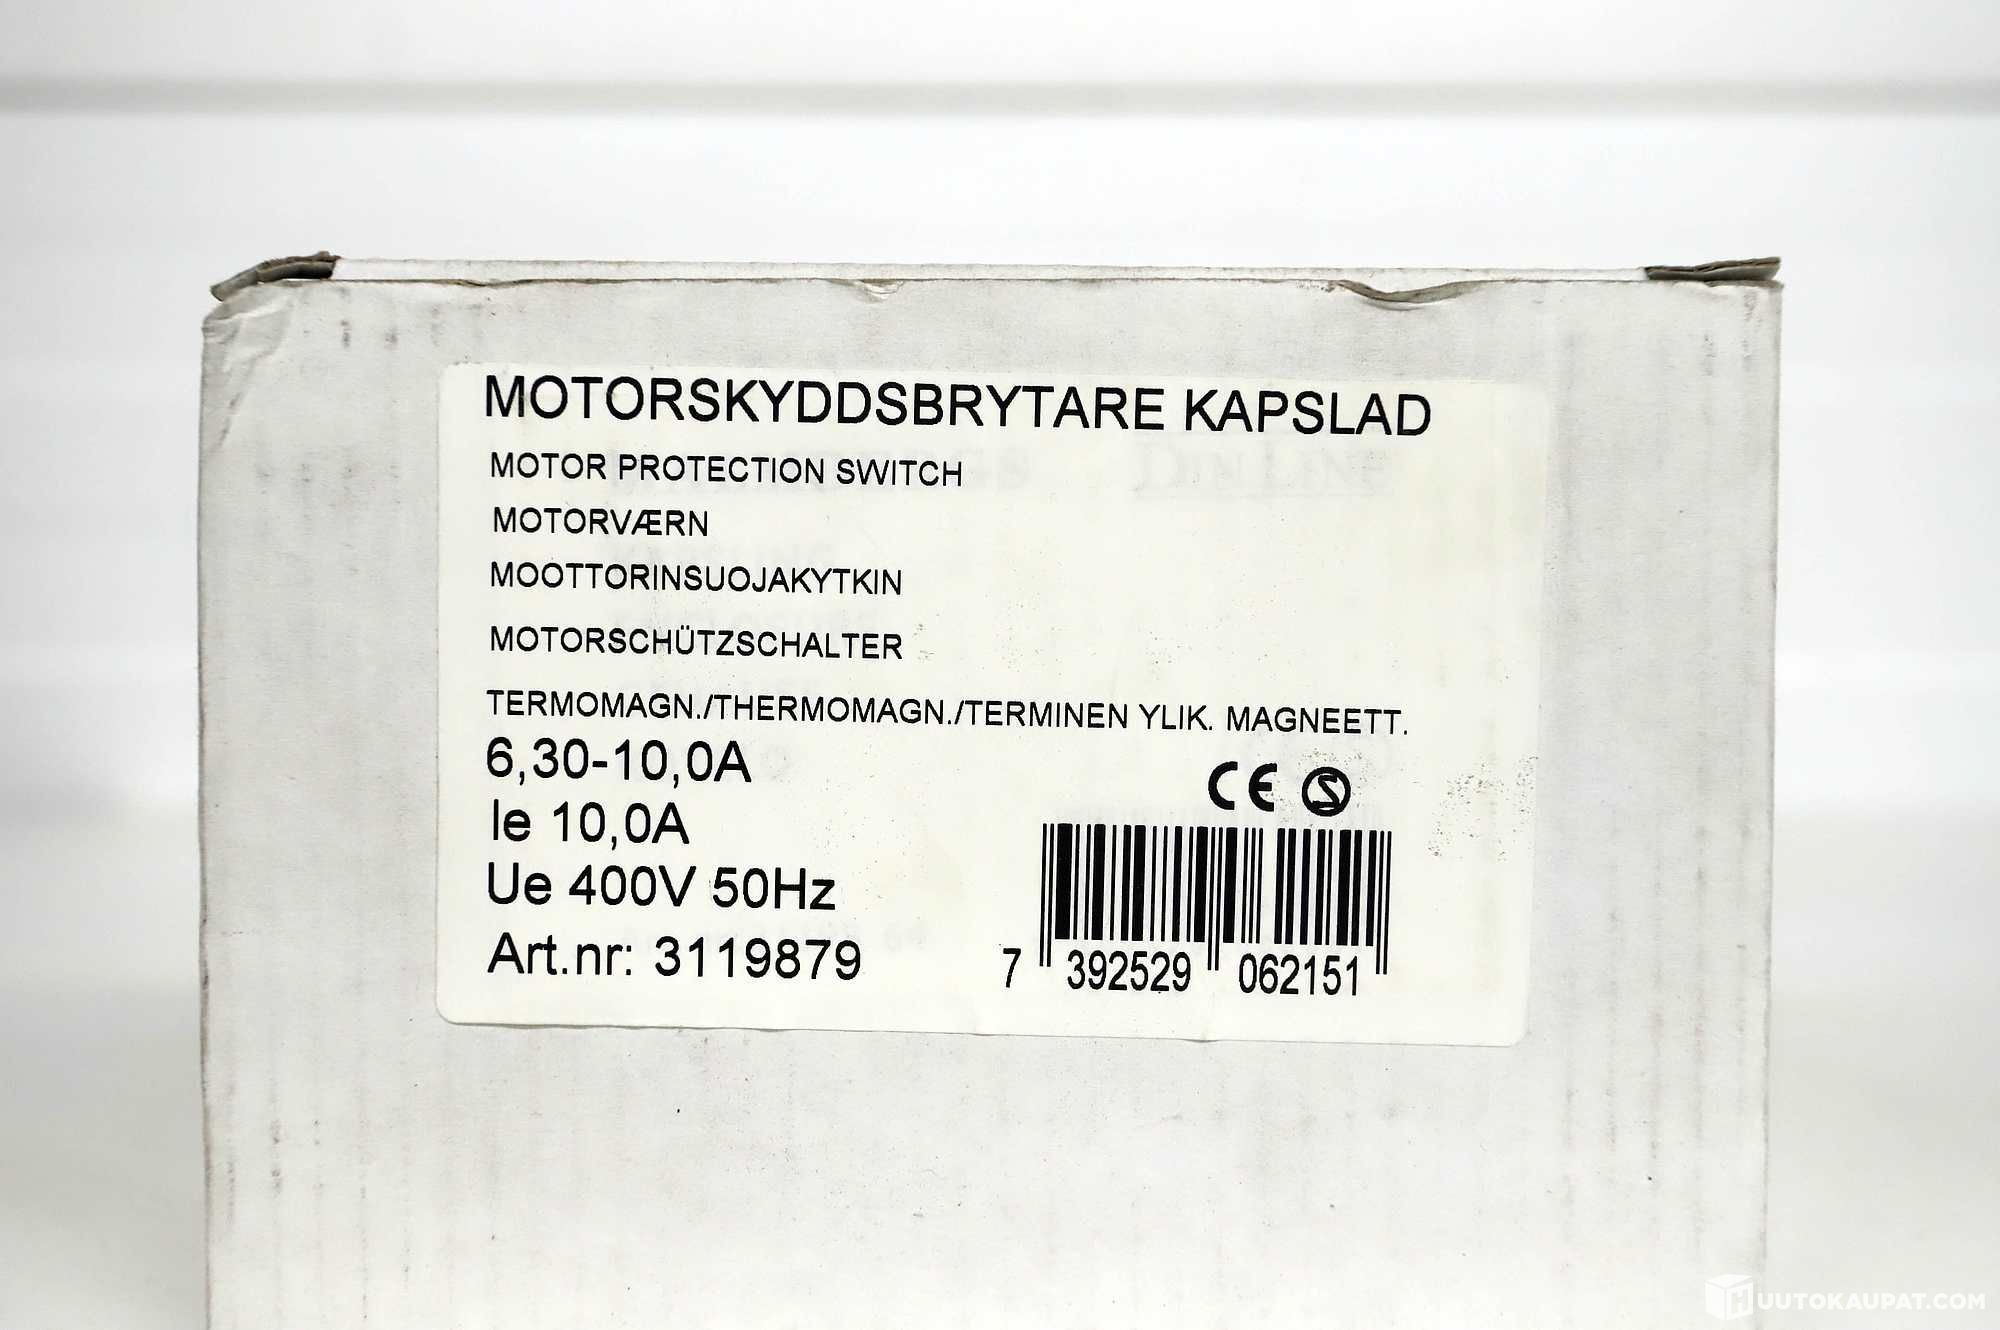 MOTORSKYDDSBRYTARE KAPSLAD
MOTOR PROTECTION SWITCH
MOTORVÆRN
MOOTTORINSUOJAKYTKIN
MOTORSCHÜTZSCHALTER
TERMOMAGN./THERMOMAGN./TERMINEN YLIK. MAGNEETT.
6,30-10,0A
Ie 10,0A
Ue 400V 50Hz
Art.nr: 3119879
CE S
7 392529 062151
HUUTOKAUPAT.COM